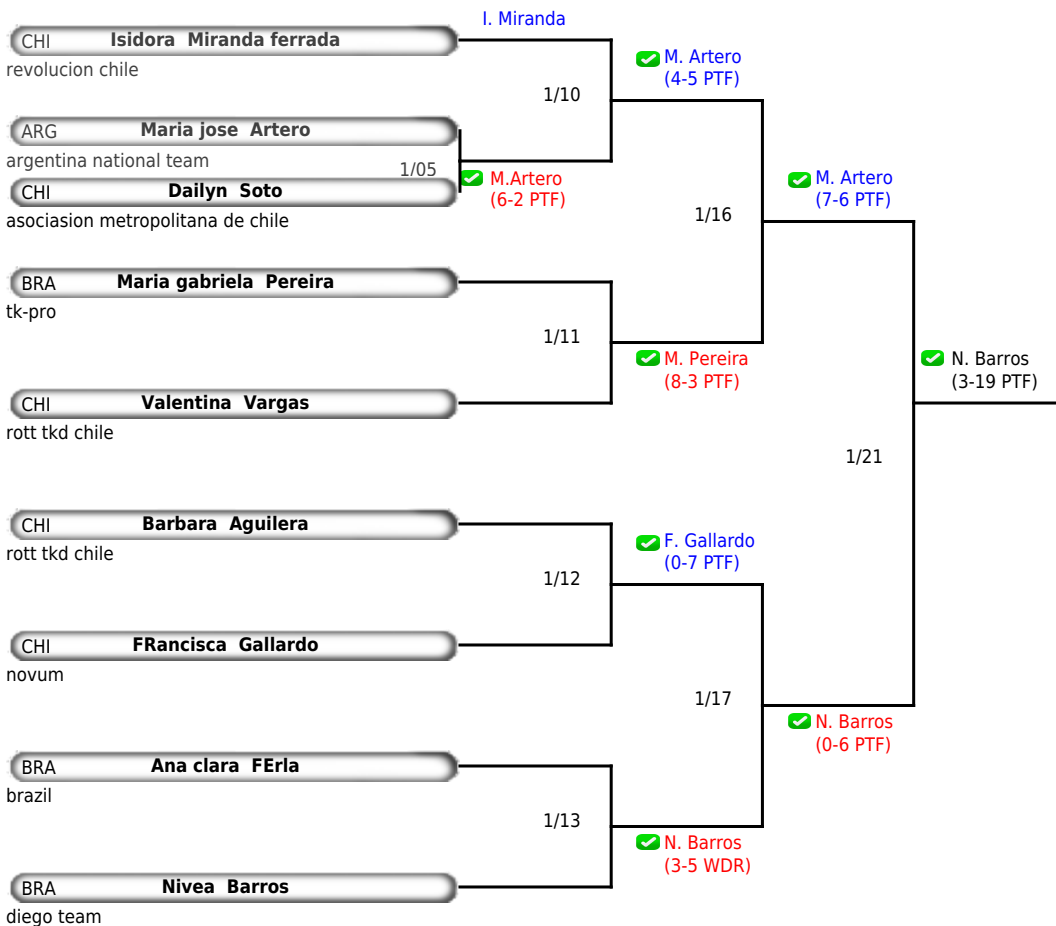 I. Miranda
CHI Isidora Miranda ferrada
revolucion chile
M. Artero
(4-5 PTF)
1/10
ARG Maria jose Artero
argentina national team
1/05
M.Artero
(6-2 PTF)
CHI Dailyn Soto
asociasion metropolitana de chile
M. Artero
(7-6 PTF)
1/16
BRA Maria gabriela Pereira
tk-pro
1/11
M. Pereira
(8-3 PTF)
N. Barros
(3-19 PTF)
CHI Valentina Vargas
rott tkd chile
1/21
CHI Barbara Aguilera
rott tkd chile
F. Gallardo
(0-7 PTF)
1/12
CHI FRancisca Gallardo
novum
1/17
N. Barros
(0-6 PTF)
BRA Ana clara FErla
brazil
1/13
N. Barros
(3-5 WDR)
BRA Nivea Barros
diego team